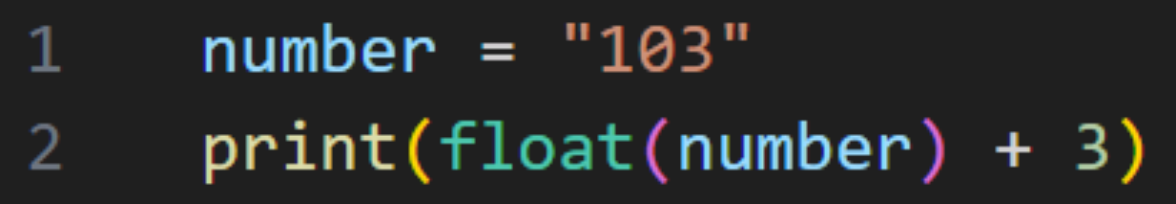 1 number = "103"
2 print(float(number) + 3)